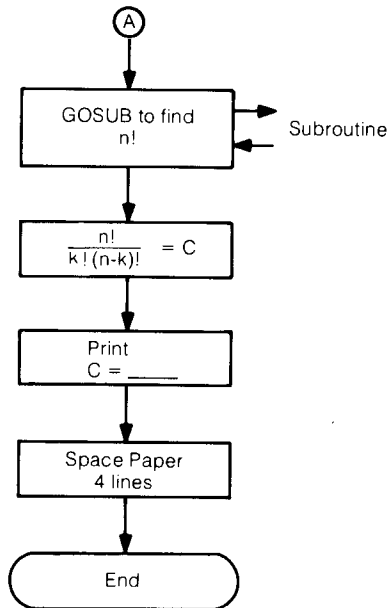 A
GOSUB to find
n!
Subroutine
n!
k!(n-k)! = C
Print
C = _____
Space Paper
4 lines
End